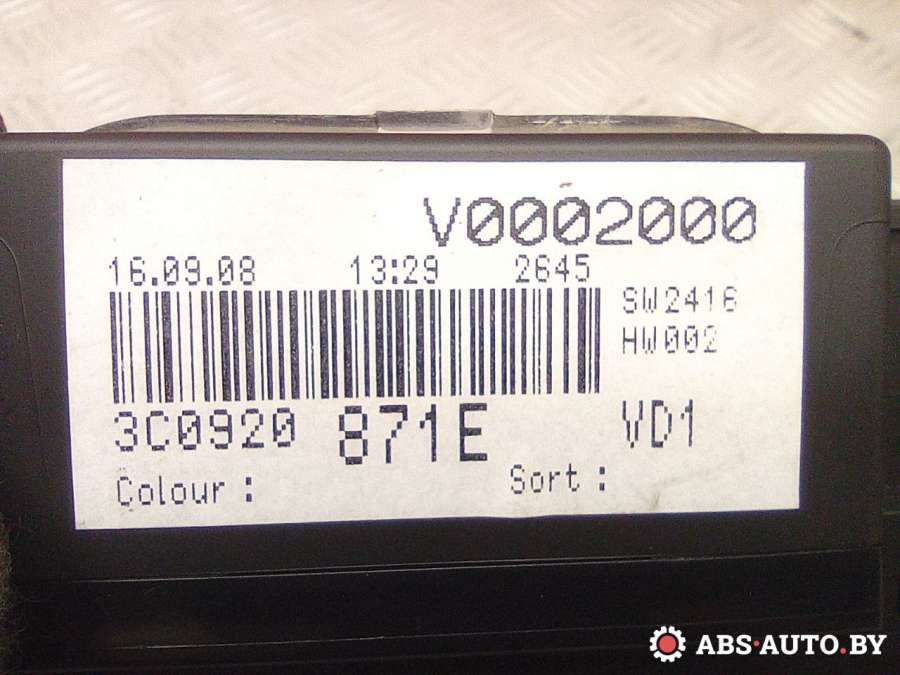 V0002000
16.09.08 13:29 2645
SW2416
HW002
3C0920 871E VD1
Colour : Sort :
ABS-AUTO.BY